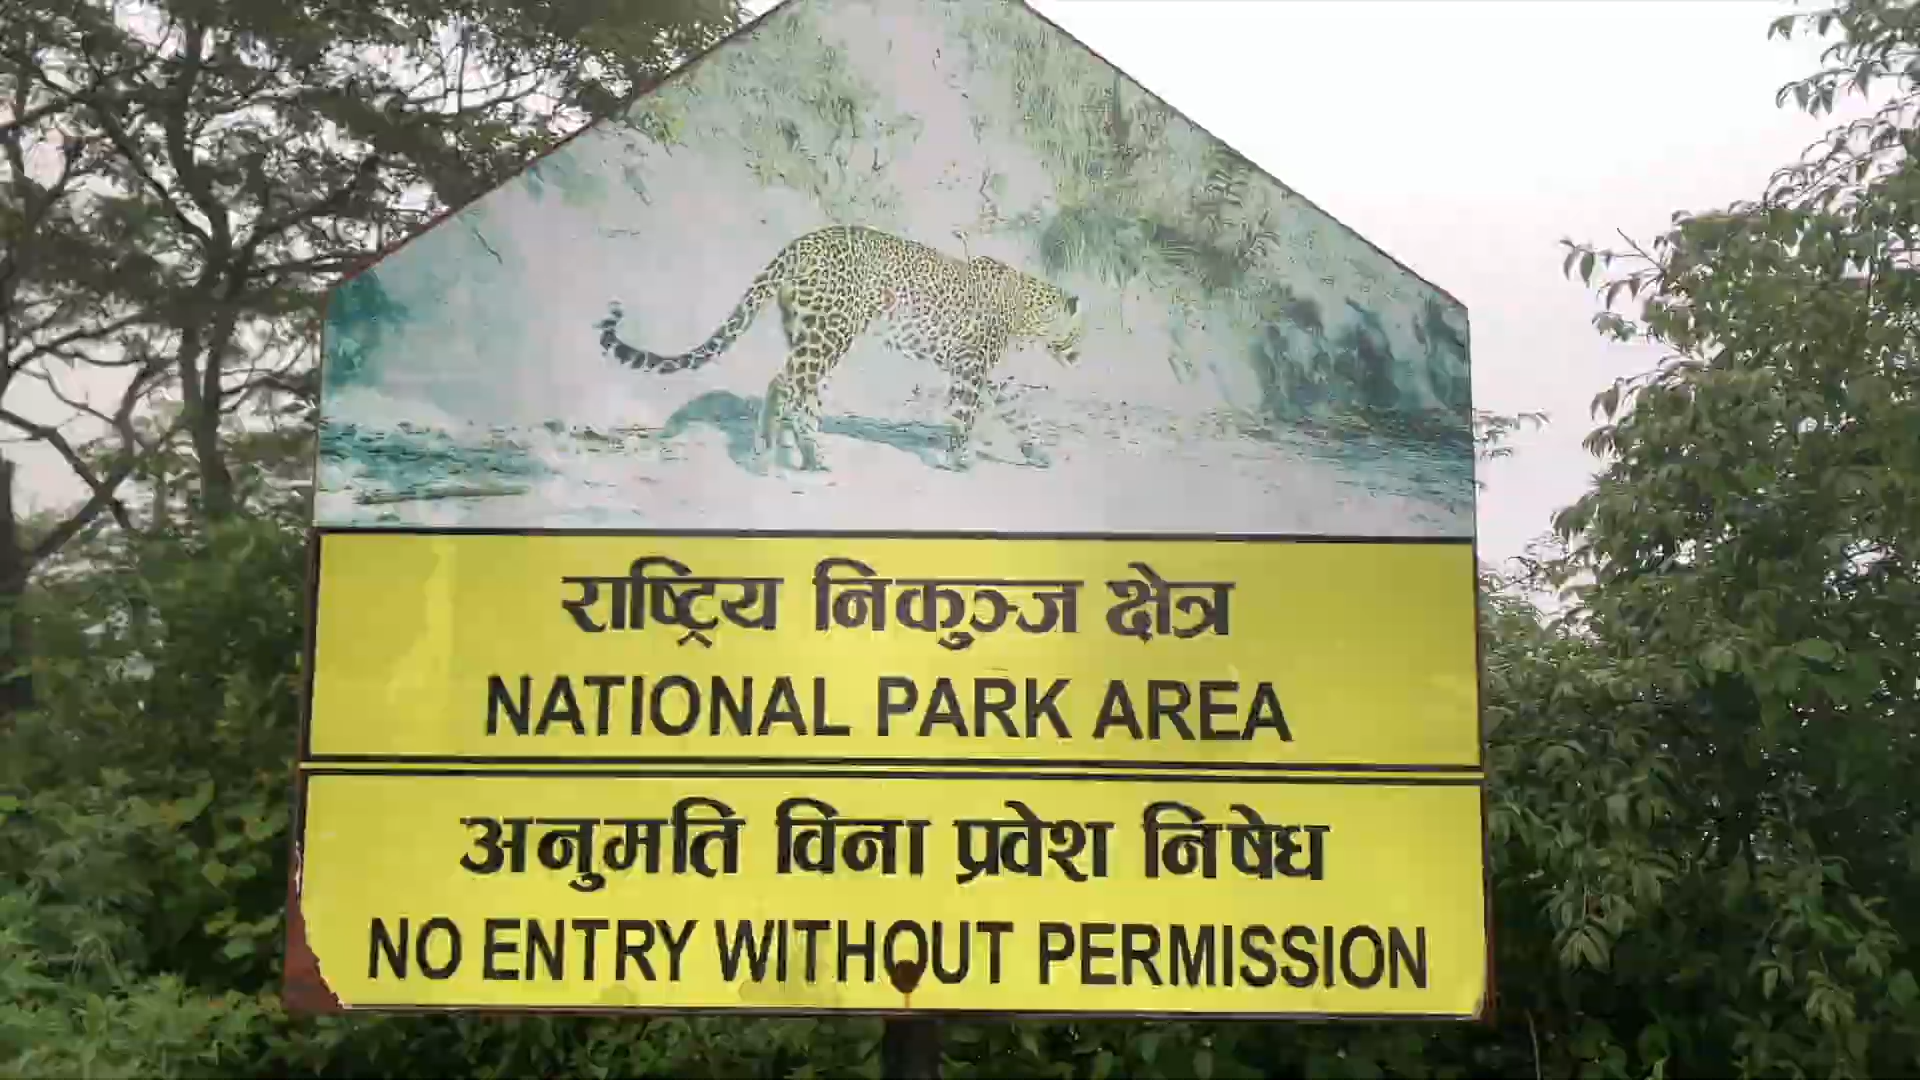 राष्ट्रिय निकुञ्ज क्षेत्र
NATIONAL PARK AREA
अनुमति विना प्रवेश निषेध
NO ENTRY WITHOUT PERMISSION